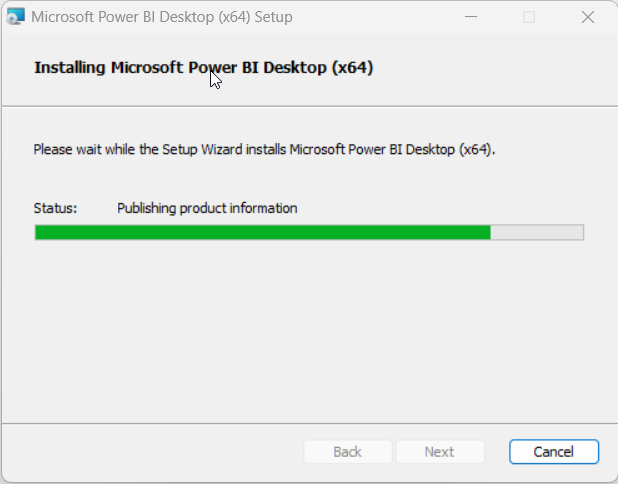 Microsoft Power BI Desktop (x64) Setup
Installing Microsoft Power BI Desktop (x64)
Please wait while the Setup Wizard installs Microsoft Power BI Desktop (x64).
Status: Publishing product information
Back Next Cancel